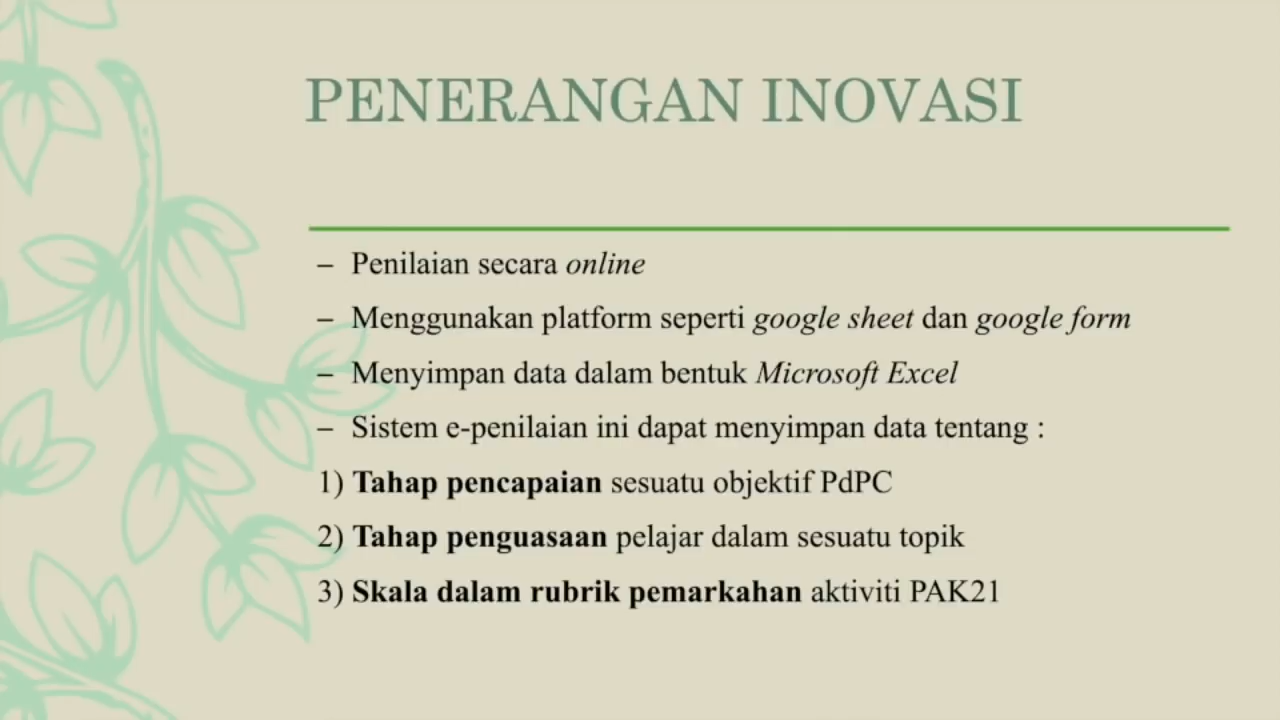 PENERANGAN INOVASI
– Penilaian secara online
– Menggunakan platform seperti google sheet dan google form
– Menyimpan data dalam bentuk Microsoft Excel
– Sistem e-penilaian ini dapat menyimpan data tentang :
1) Tahap pencapaian sesuatu objektif PdPC
2) Tahap penguasaan pelajar dalam sesuatu topik
3) Skala dalam rubrik pemarkahan aktiviti PAK21